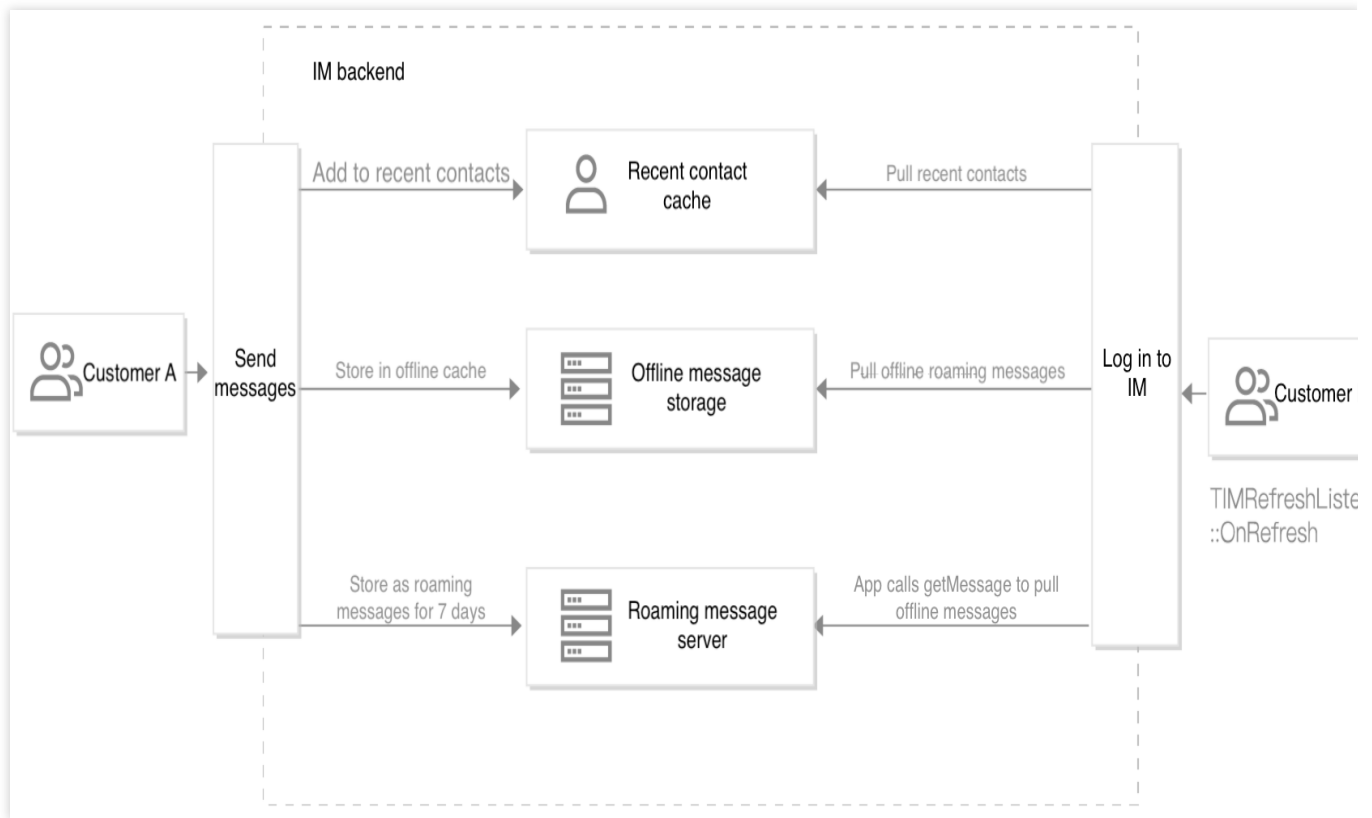 IM backend
Add to recent contacts
Recent contact
cache
Pull recent contacts
Customer A
Send
messages
Store in offline cache
Offline message
storage
Pull offline roaming messages
Log in to
IM
Customer
TIMRefreshListe
::OnRefresh
Store as roaming
messages for 7 days
Roaming message
server
App calls getMessage to pull
offline messages